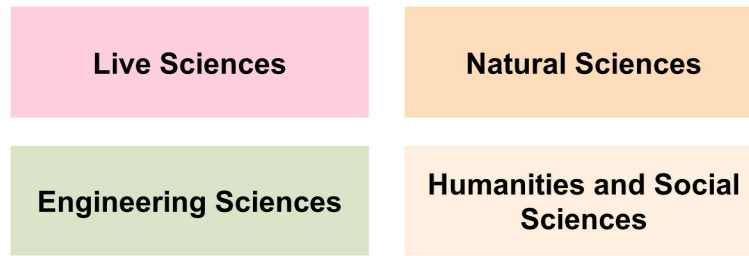 Live Sciences
Natural Sciences
Engineering Sciences
Humanities and Social
Sciences